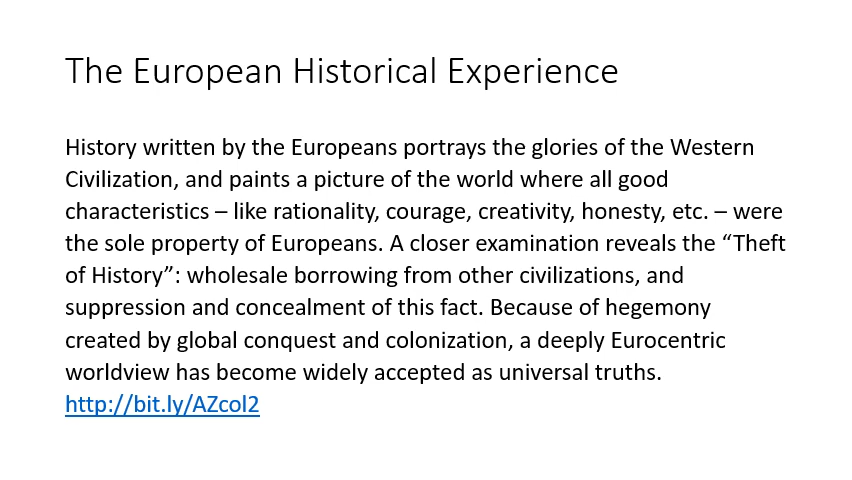 The European Historical Experience
History written by the Europeans portrays the glories of the Western
Civilization, and paints a picture of the world where all good
characteristics – like rationality, courage, creativity, honesty, etc. – were
the sole property of Europeans. A closer examination reveals the “Theft
of History”: wholesale borrowing from other civilizations, and
suppression and concealment of this fact. Because of hegemony
created by global conquest and colonization, a deeply Eurocentric
worldview has become widely accepted as universal truths.
http://bit.ly/AZcol2